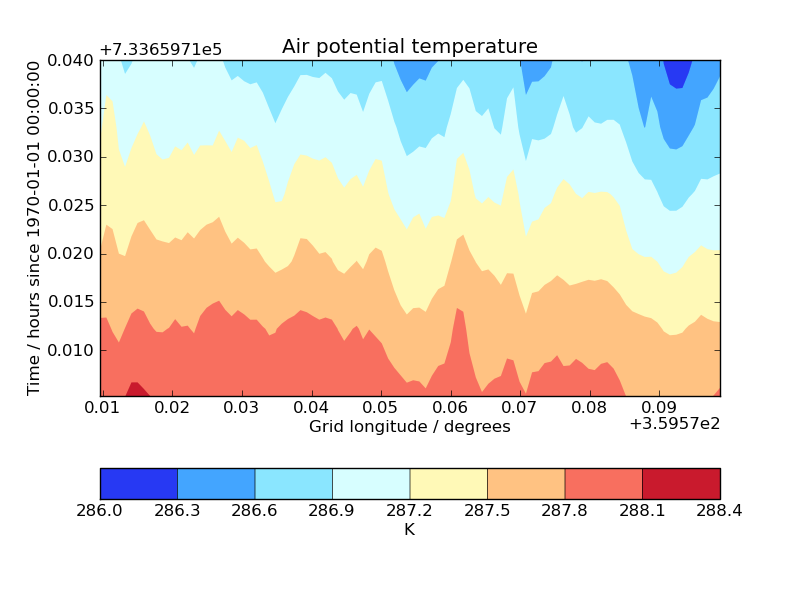 +7.3365971e5
Air potential temperature
0.040
0.035
0.030
0.025
0.020
0.015
0.010
Time / hours since 1970-01-01 00:00:00
0.01 0.02 0.03 0.04 0.05 0.06 0.07 0.08 0.09
Grid longitude / degrees
+3.5957e2
286.0 286.3 286.6 286.9 287.2 287.5 287.8 288.1 288.4
K